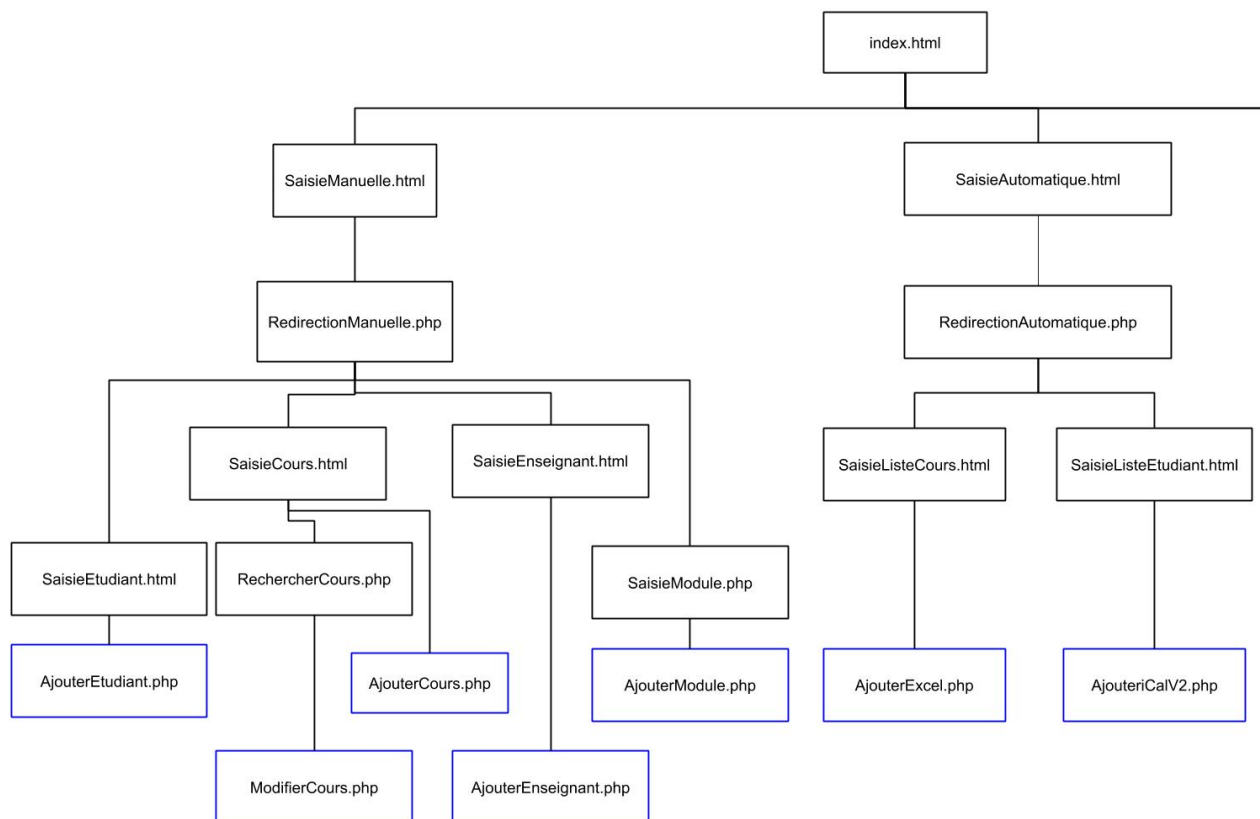 index.html
SaisieManuelle.html
SaisieAutomatique.html
RedirectionManuelle.php
RedirectionAutomatique.php
SaisieCours.html
SaisieEnseignant.html
SaisieListeCours.html
SaisieListeEtudiant.html
SaisieEtudiant.html
RechercherCours.php
SaisieModule.php
AjouterEtudiant.php
AjouterCours.php
AjouterModule.php
AjouterExcel.php
AjouteriCalV2.php
ModifierCours.php
AjouterEnseignant.php